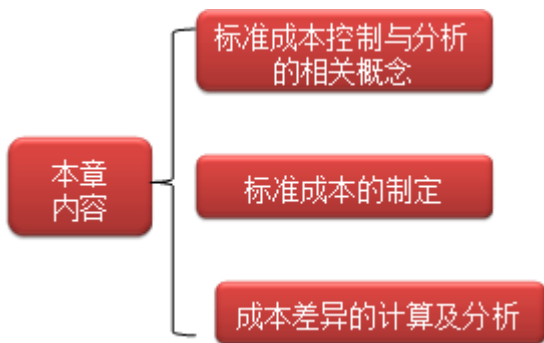 标准成本控制与分析
的相关概念
本章
内容
标准成本的制定
成本差异的计算及分析